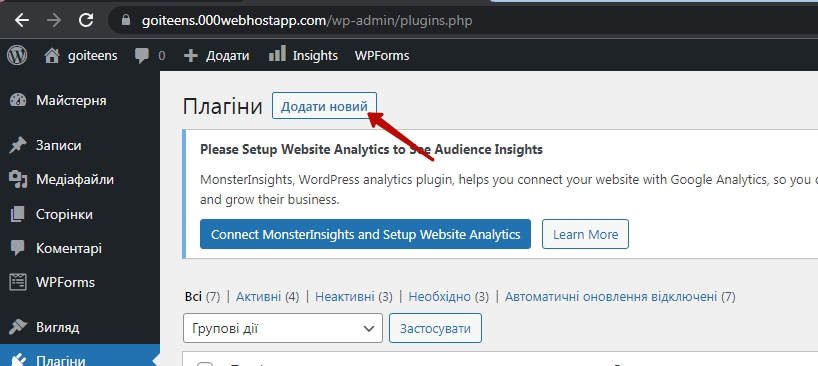 goiteens.000webhostapp.com/wp-admin/plugins.php
goiteens 0 Додати Insights WPForms
Майстерня
Записи
Медіафайли
Сторінки
Коментарі
WPForms
Вигляд
Плагіни
Плагіни Додати новий
Please Setup Website Analytics to See Audience Insights
MonsterInsights, WordPress analytics plugin, helps you connect your website with Google Analytics, so you
and grow their business.
Connect MonsterInsights and Setup Website Analytics Learn More
Всі (7) | Активні (4) | Неактивні (3) | Необхідно (3) | Автоматичні оновлення відключені (7)
Групові дії Застосувати